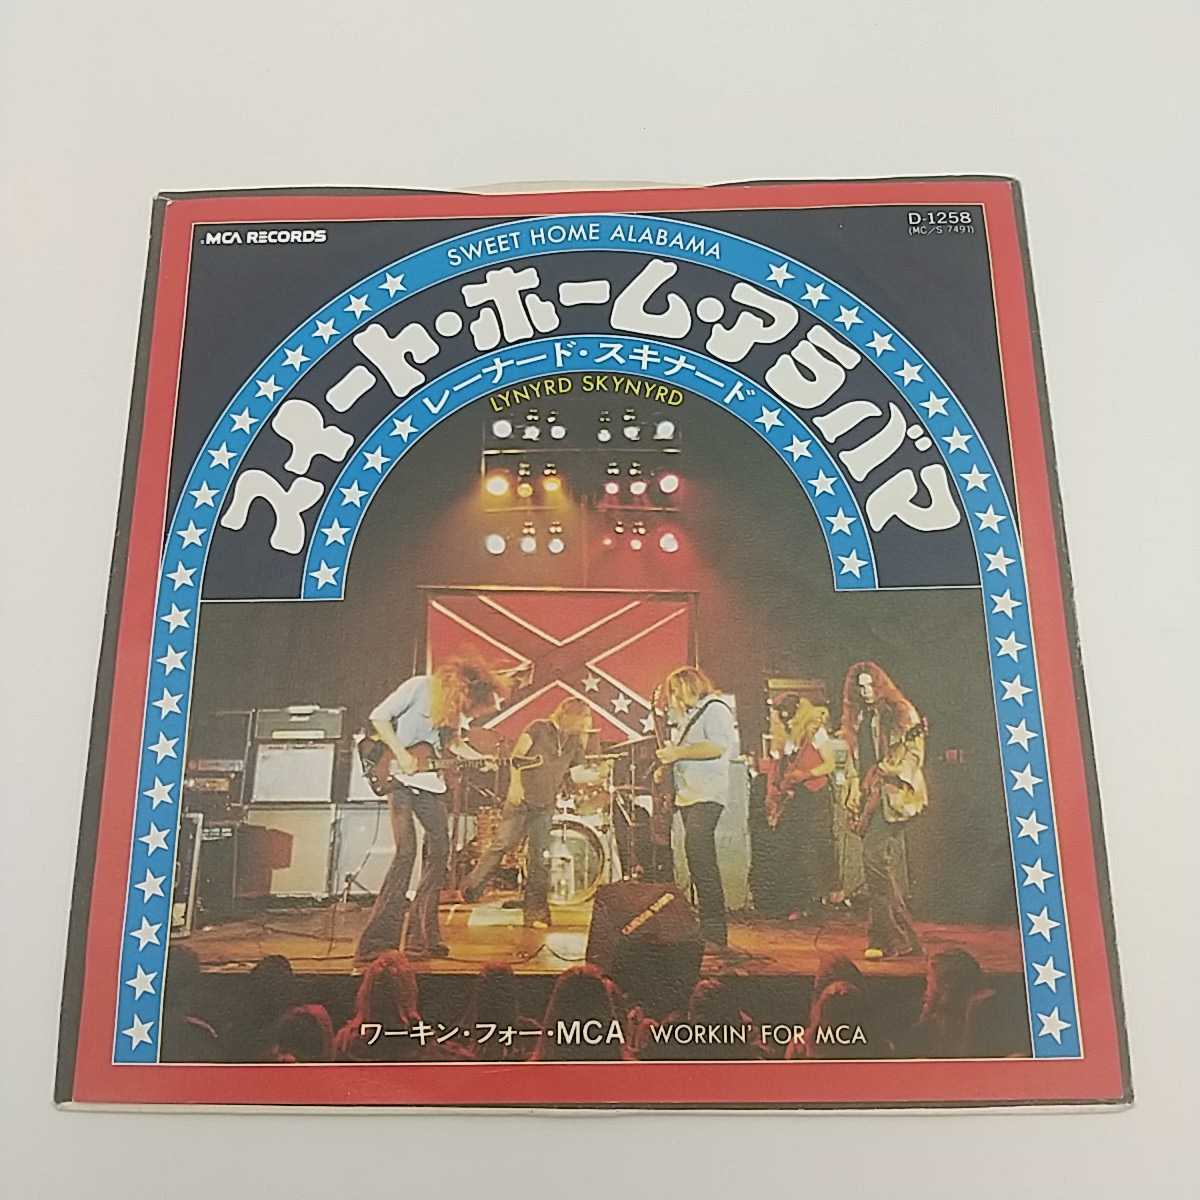 MCA RECORDS
D-1258
(MC/S 7491)
SWEET HOME ALABAMA
スイート・ホーム・アラバマ
レーナード・スキナード
LYNYRD SKYNYRD
ワーキン・フォー・MCA WORKIN' FOR MCA